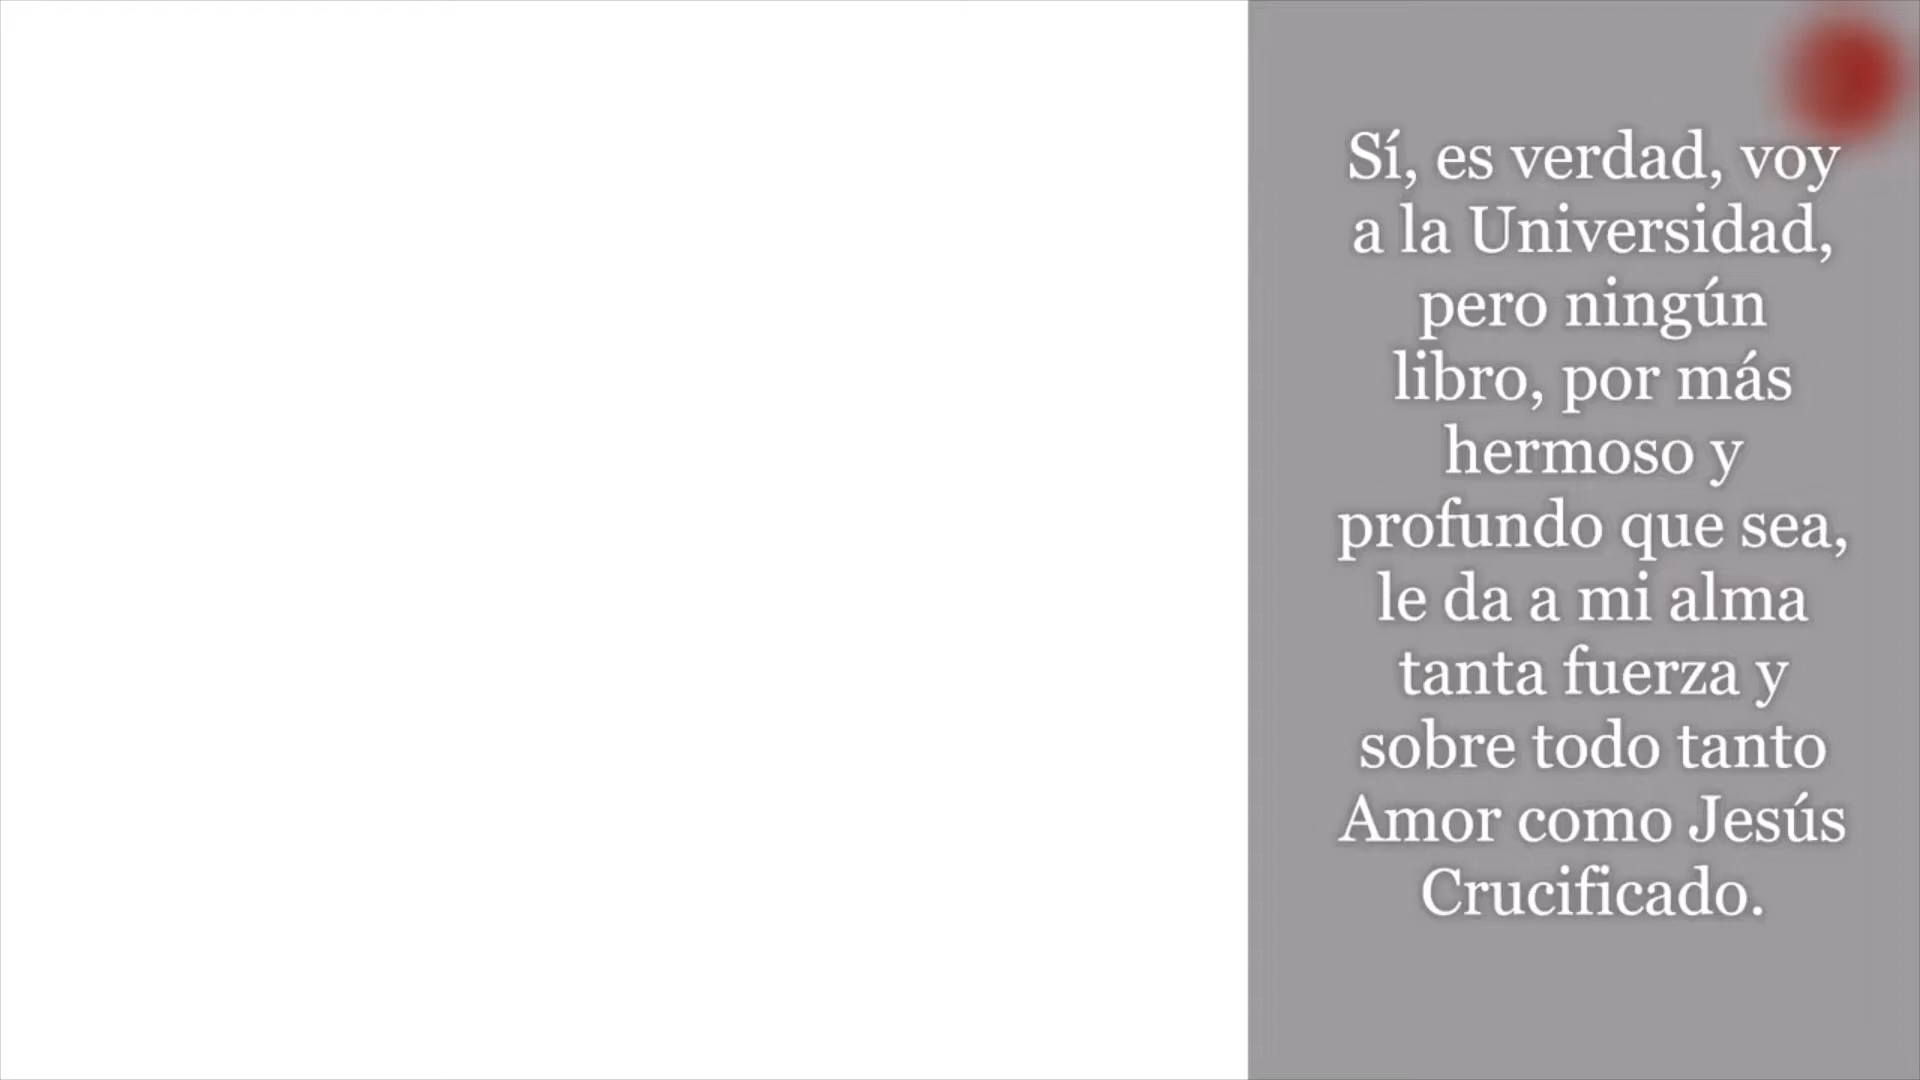 Sí, es verdad, voy
a la Universidad,
pero ningún
libro, por más
hermoso y
profundo que sea,
le da a mi alma
tanta fuerza y
sobre todo tanto
Amor como Jesús
Crucificado.